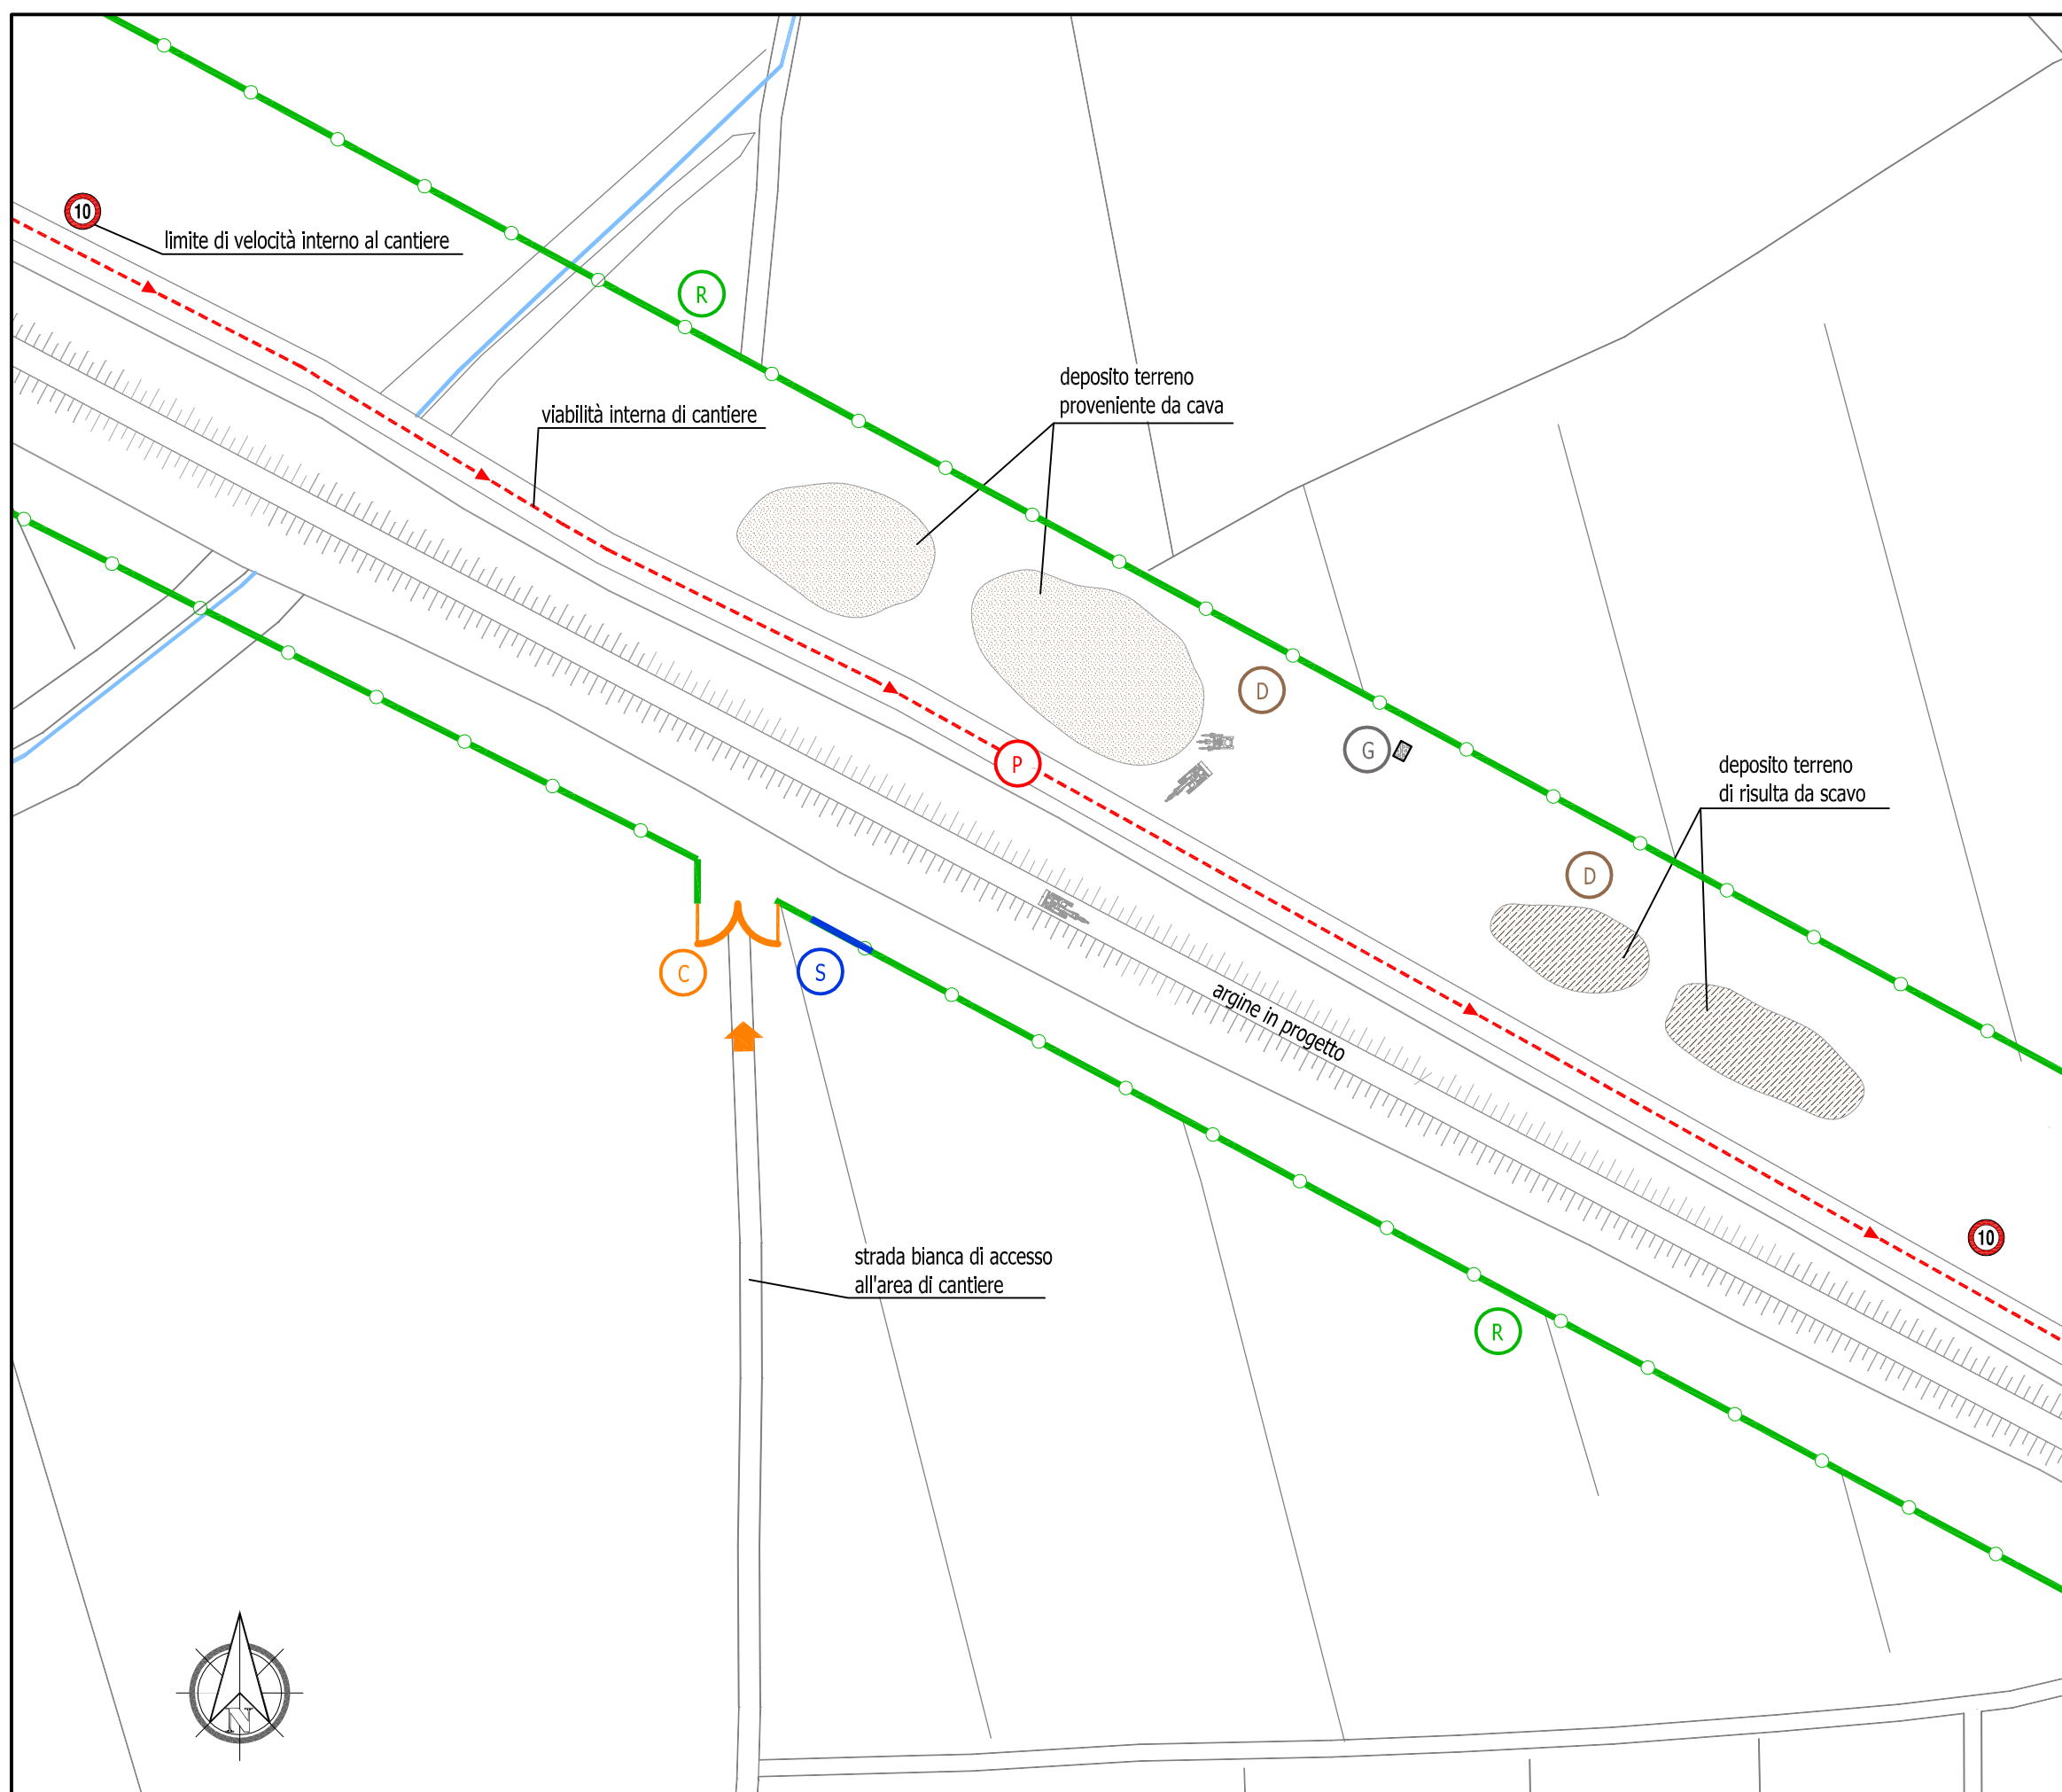 10
limite di velocità interno al cantiere
R
deposito terreno
proveniente da cava
viabilità interna di cantiere
D
G
P
deposito terreno
di risulta da scavo
D
C
S
argine in progetto
10
strada bianca di accesso
all'area di cantiere
R
N